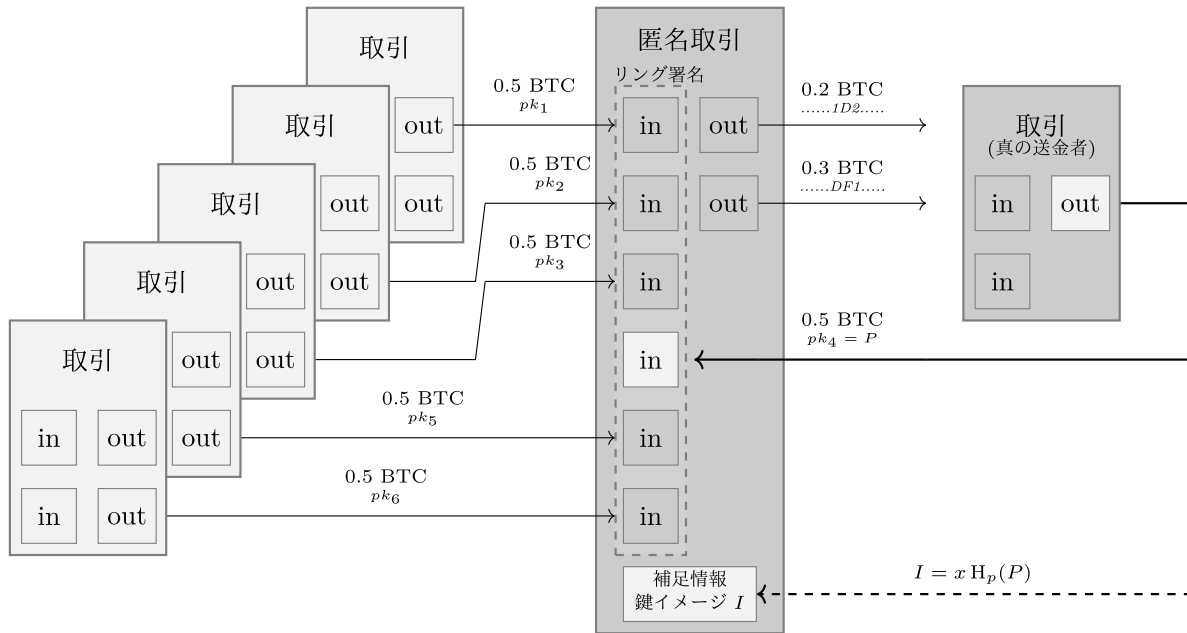 取引
out
out
取引
out
out
取引
out
out
取引
out
out
取引
in
out
in
out
0.5 BTC
pk₁
0.5 BTC
pk₂
0.5 BTC
pk₃
0.5 BTC
pk₅
0.5 BTC
pk₆
匿名取引
リング署名
in
out
in
out
in
in
in
in
補足情報
鍵イメージ I
0.2 BTC
......1D2.....
0.3 BTC
......DF1.....
0.5 BTC
pk₄ = P
I = x Hₚ(P)
取引
(真の送金者)
in
out
in